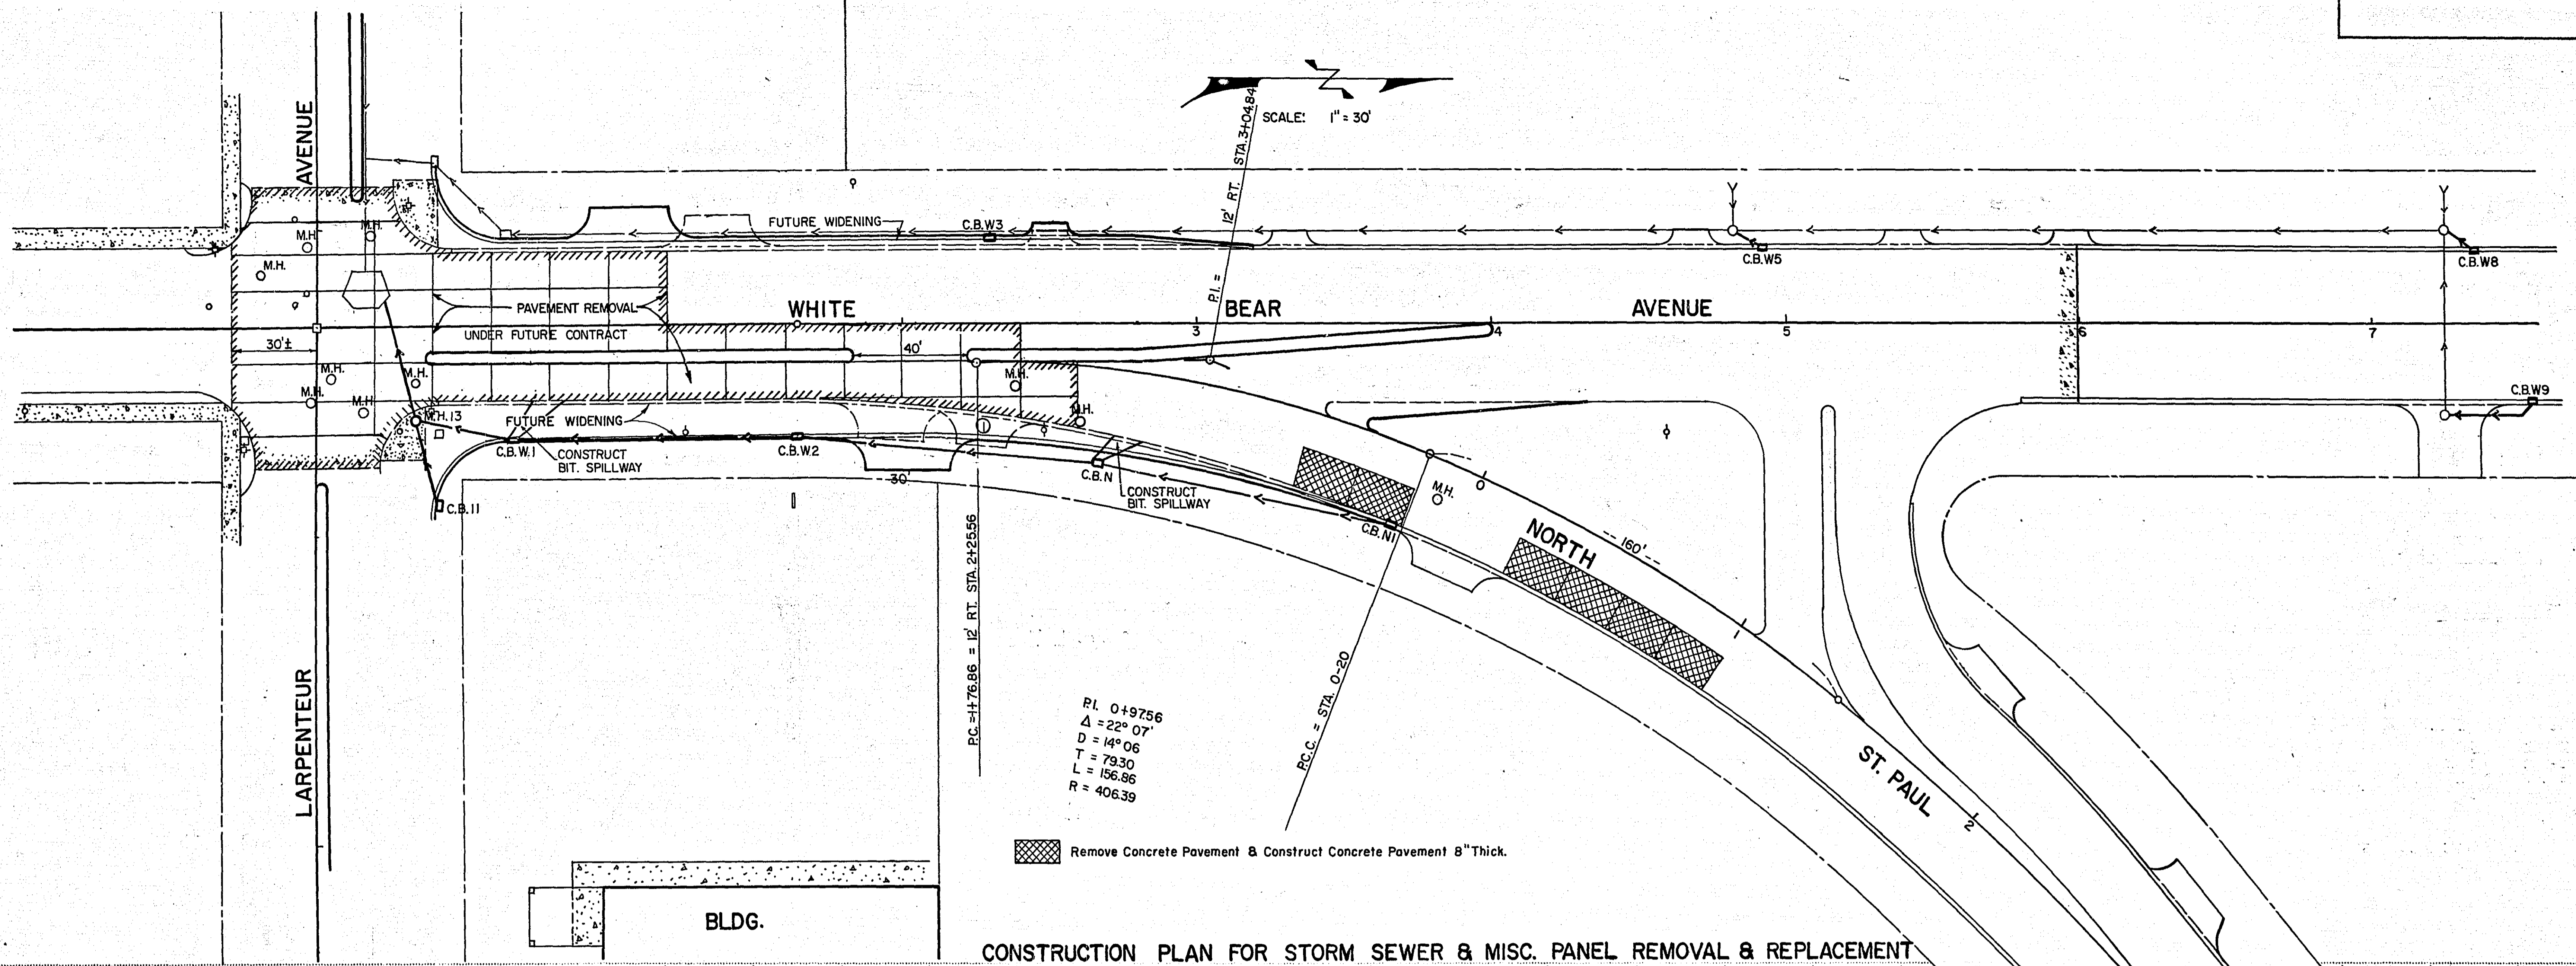 AVENUE
STA. 3+04.84
SCALE: 1" = 30'
12' RT.
P.I. =
FUTURE WIDENING
C.B.W3
C.B.W5
C.B.W8
M.H.
M.H.
M.H.
PAVEMENT REMOVAL
UNDER FUTURE CONTRACT
WHITE
BEAR
AVENUE
3
4
5
6
7
30'±
40'
M.H.
M.H.
M.H.
M.H.
M.H.
M.H.
M.H.13
C.B.W9
FUTURE WIDENING
C.B.W.1
CONSTRUCT
BIT. SPILLWAY
C.B.W.2
30'
C.B.N
CONSTRUCT
BIT. SPILLWAY
C.B.N1
M.H.
0
C.B.11
NORTH
160'
1
P.C. = 1+76.86 = 12' RT. STA. 2+25.56
P.C.C. = STA. 0-20
LARPENTEUR
P.I. 0+97.56
Δ = 22° 07'
D = 14° 06
T = 79.30
L = 156.86
R = 406.39
ST. PAUL
2
Remove Concrete Pavement & Construct Concrete Pavement 8" Thick.
BLDG.
CONSTRUCTION PLAN FOR STORM SEWER & MISC. PANEL REMOVAL & REPLACEMENT